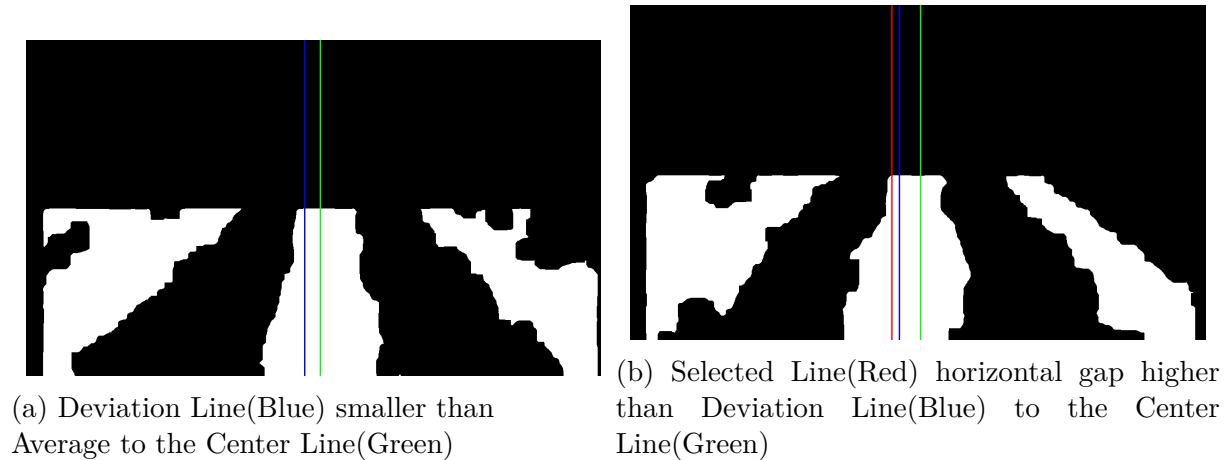 (a) Deviation Line(Blue) smaller than
Average to the Center Line(Green)
(b) Selected Line(Red) horizontal gap higher
than Deviation Line(Blue) to the Center
Line(Green)